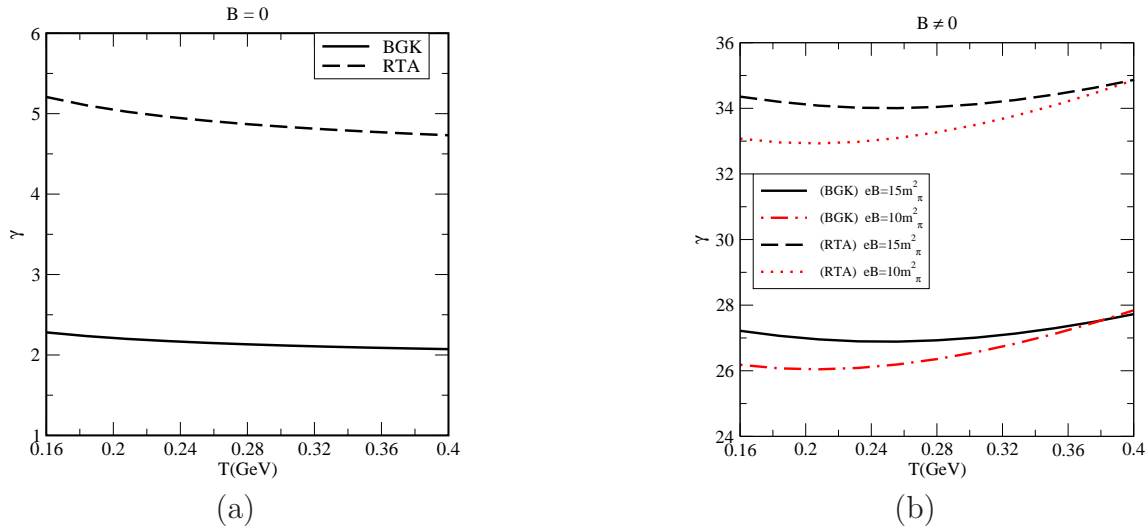 B = 0
6
5
4
3
2
1
γ
BGK
RTA
0.16 0.2 0.24 0.28 0.32 0.36 0.4
T(GeV)
(a)
B ≠ 0
36
34
32
30
28
26
24
γ
(BGK) eB=15m²π
(BGK) eB=10m²π
(RTA) eB=15m²π
(RTA) eB=10m²π
0.16 0.2 0.24 0.28 0.32 0.36 0.4
T(GeV)
(b)